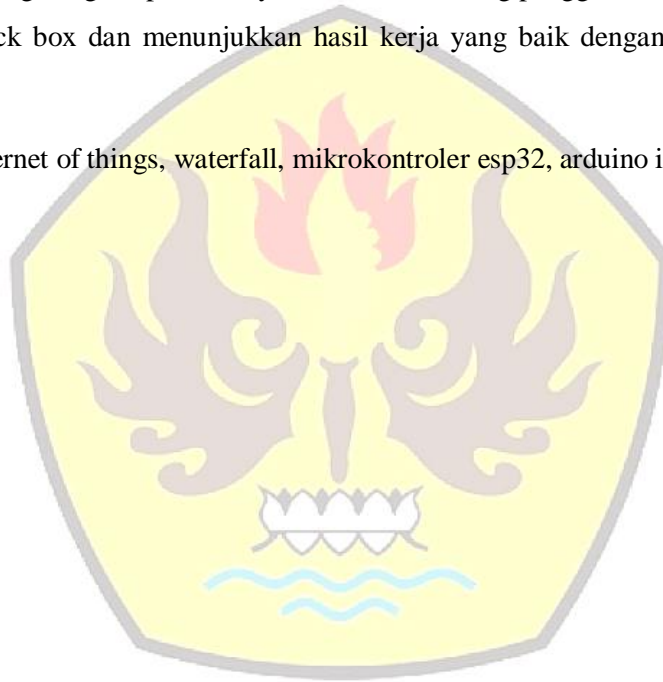 ck box dan menunjukkan hasil kerja yang baik dengan
ernet of things, waterfall, mikrokontroler esp32, arduino i